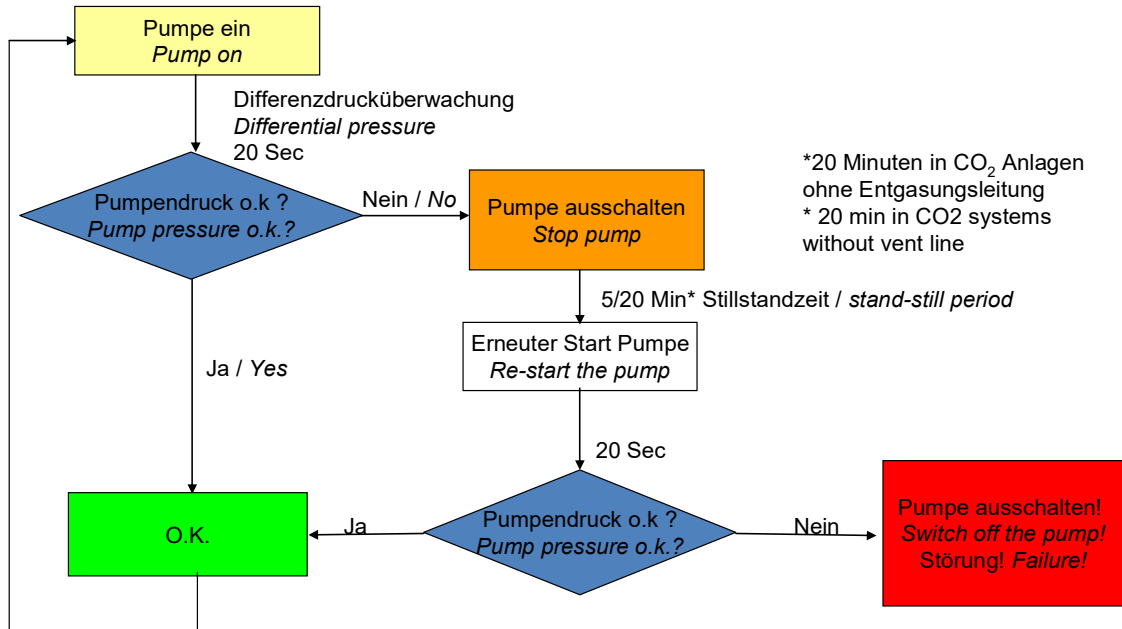 Pumpe ein
Pump on
Differenzdrucküberwachung
Differential pressure
20 Sec
Pumpendruck o.k ?
Pump pressure o.k.?
Nein / No
Pumpe ausschalten
Stop pump
*20 Minuten in CO₂ Anlagen
ohne Entgasungsleitung
* 20 min in CO2 systems
without vent line
5/20 Min* Stillstandzeit / stand-still period
Erneuter Start Pumpe
Re-start the pump
Ja / Yes
20 Sec
Pumpendruck o.k ?
Pump pressure o.k.?
Ja
Nein
O.K.
Pumpe ausschalten!
Switch off the pump!
Störung! Failure!